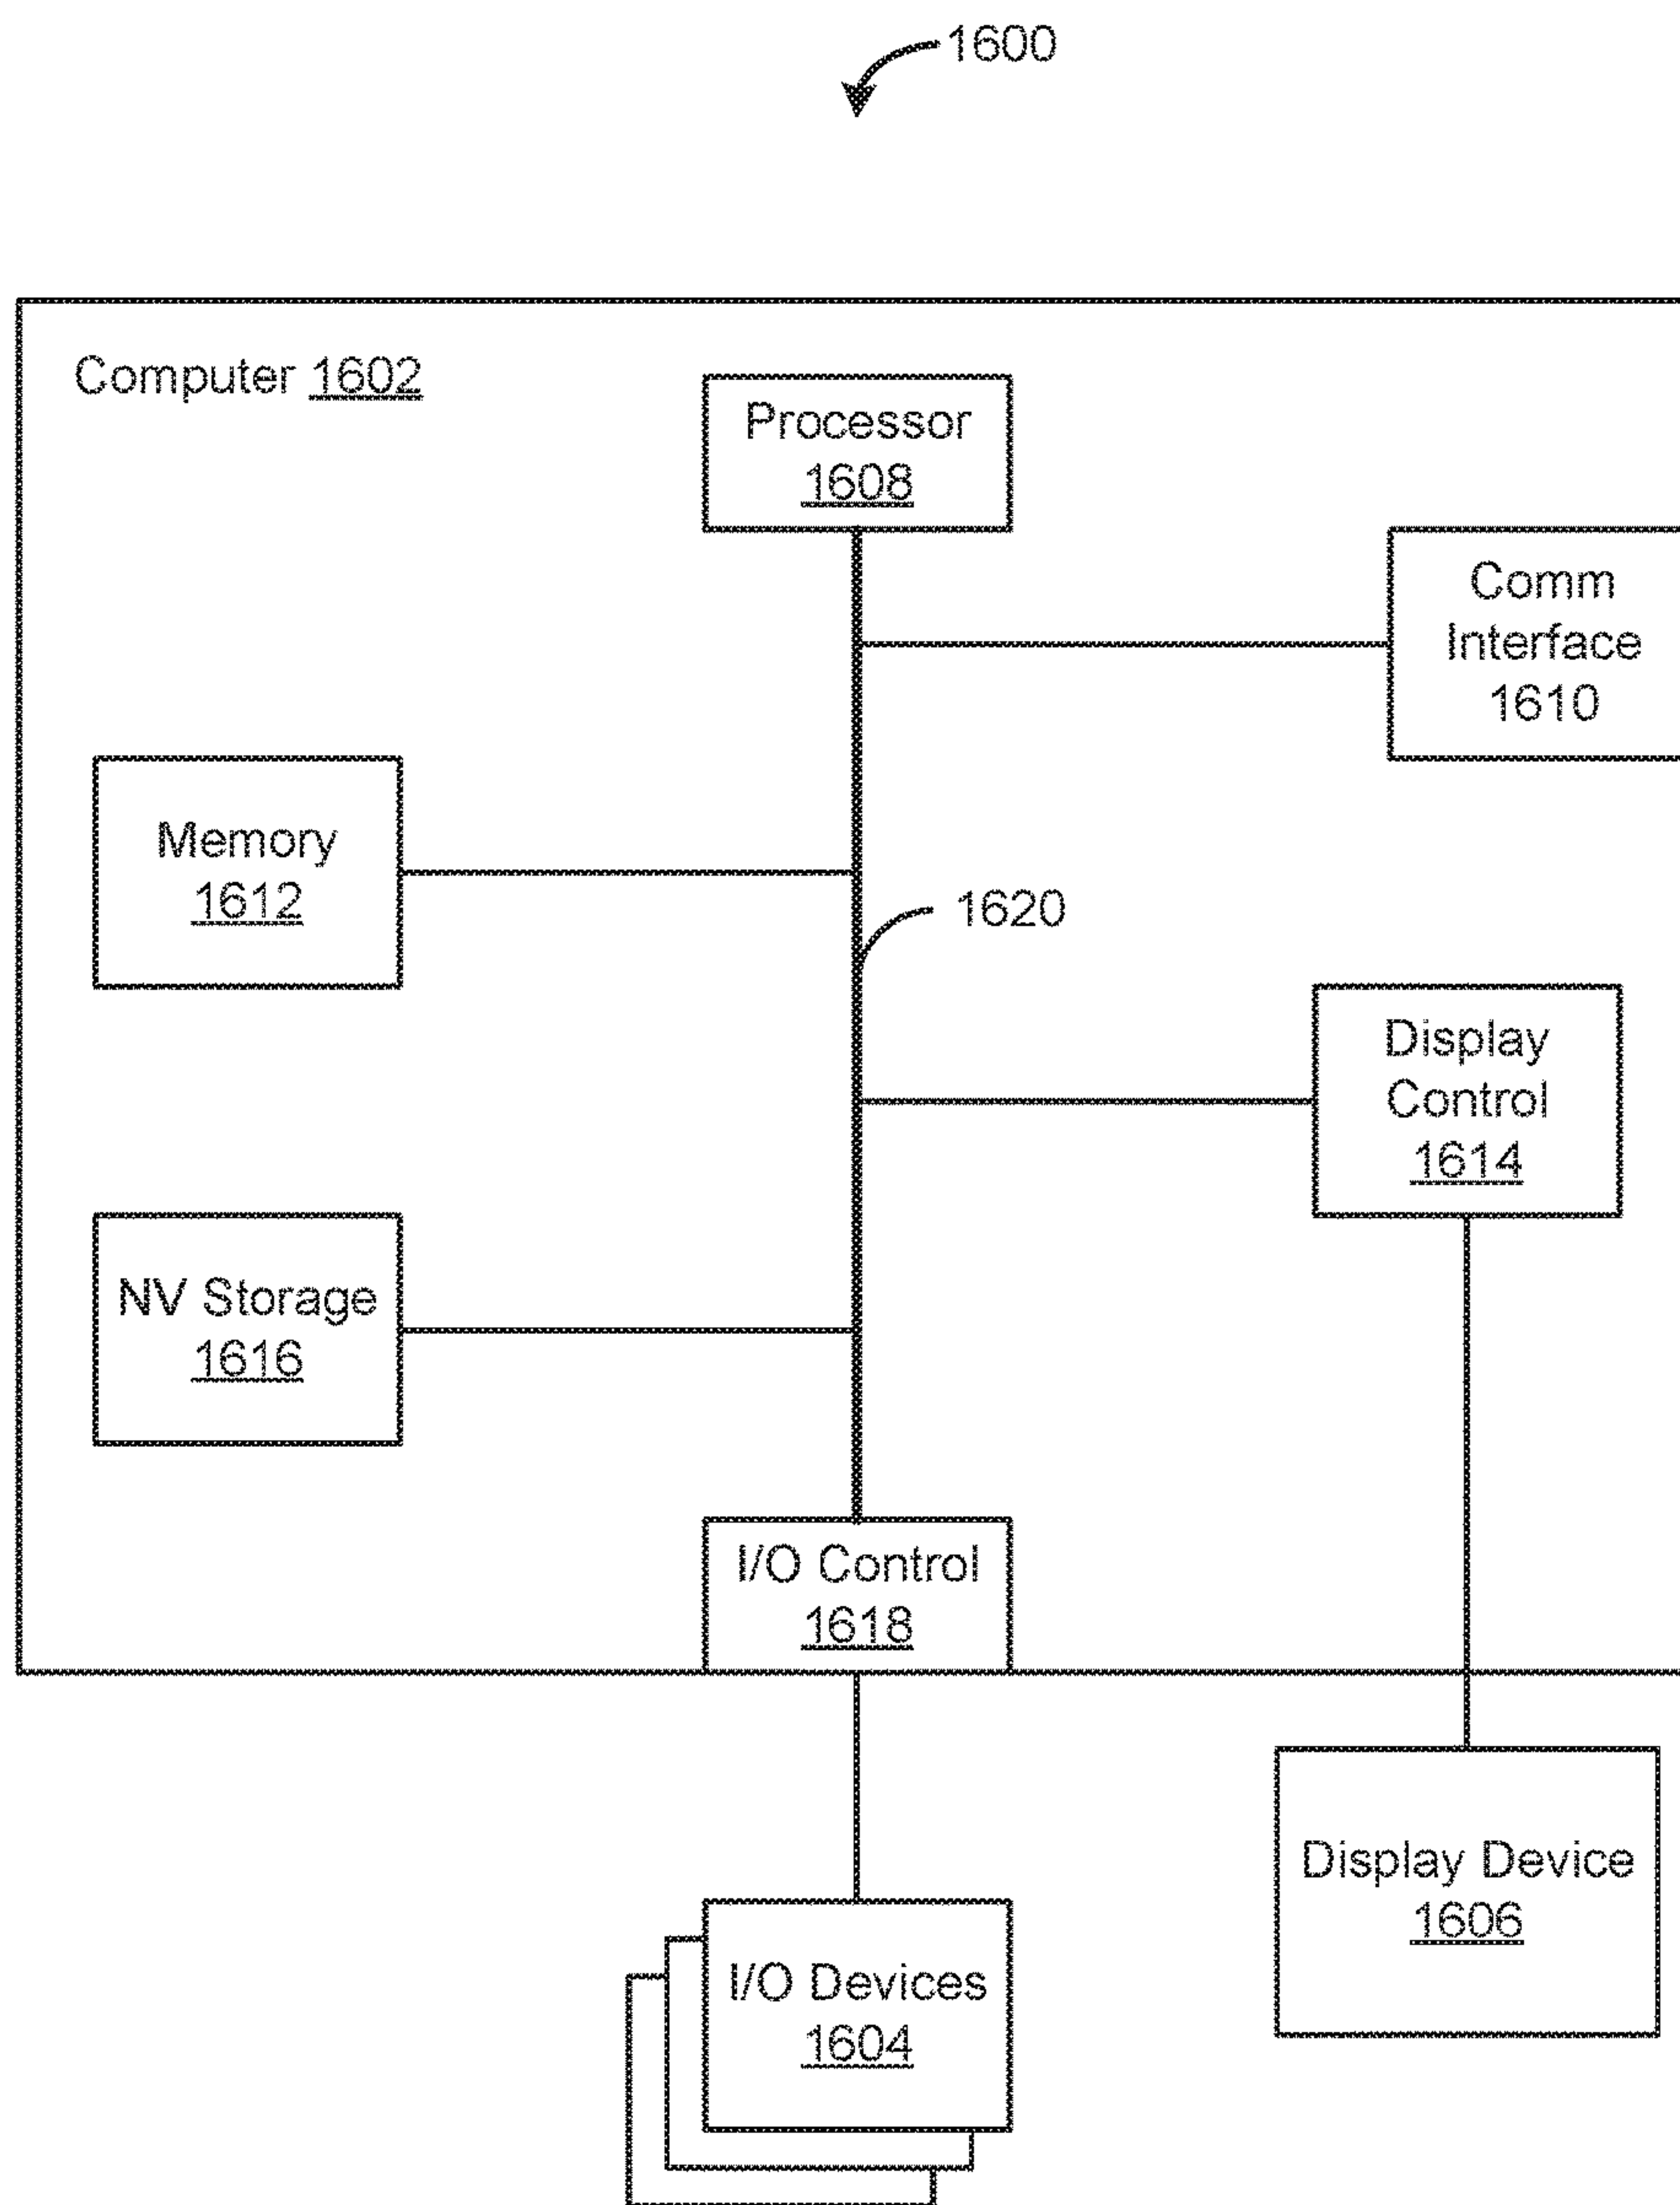 1600
Computer 1602
Processor
1608
Comm
Interface
1610
Memory
1612
1620
Display
Control
1614
NV Storage
1616
I/O Control
1618
Display Device
1606
I/O Devices
1604